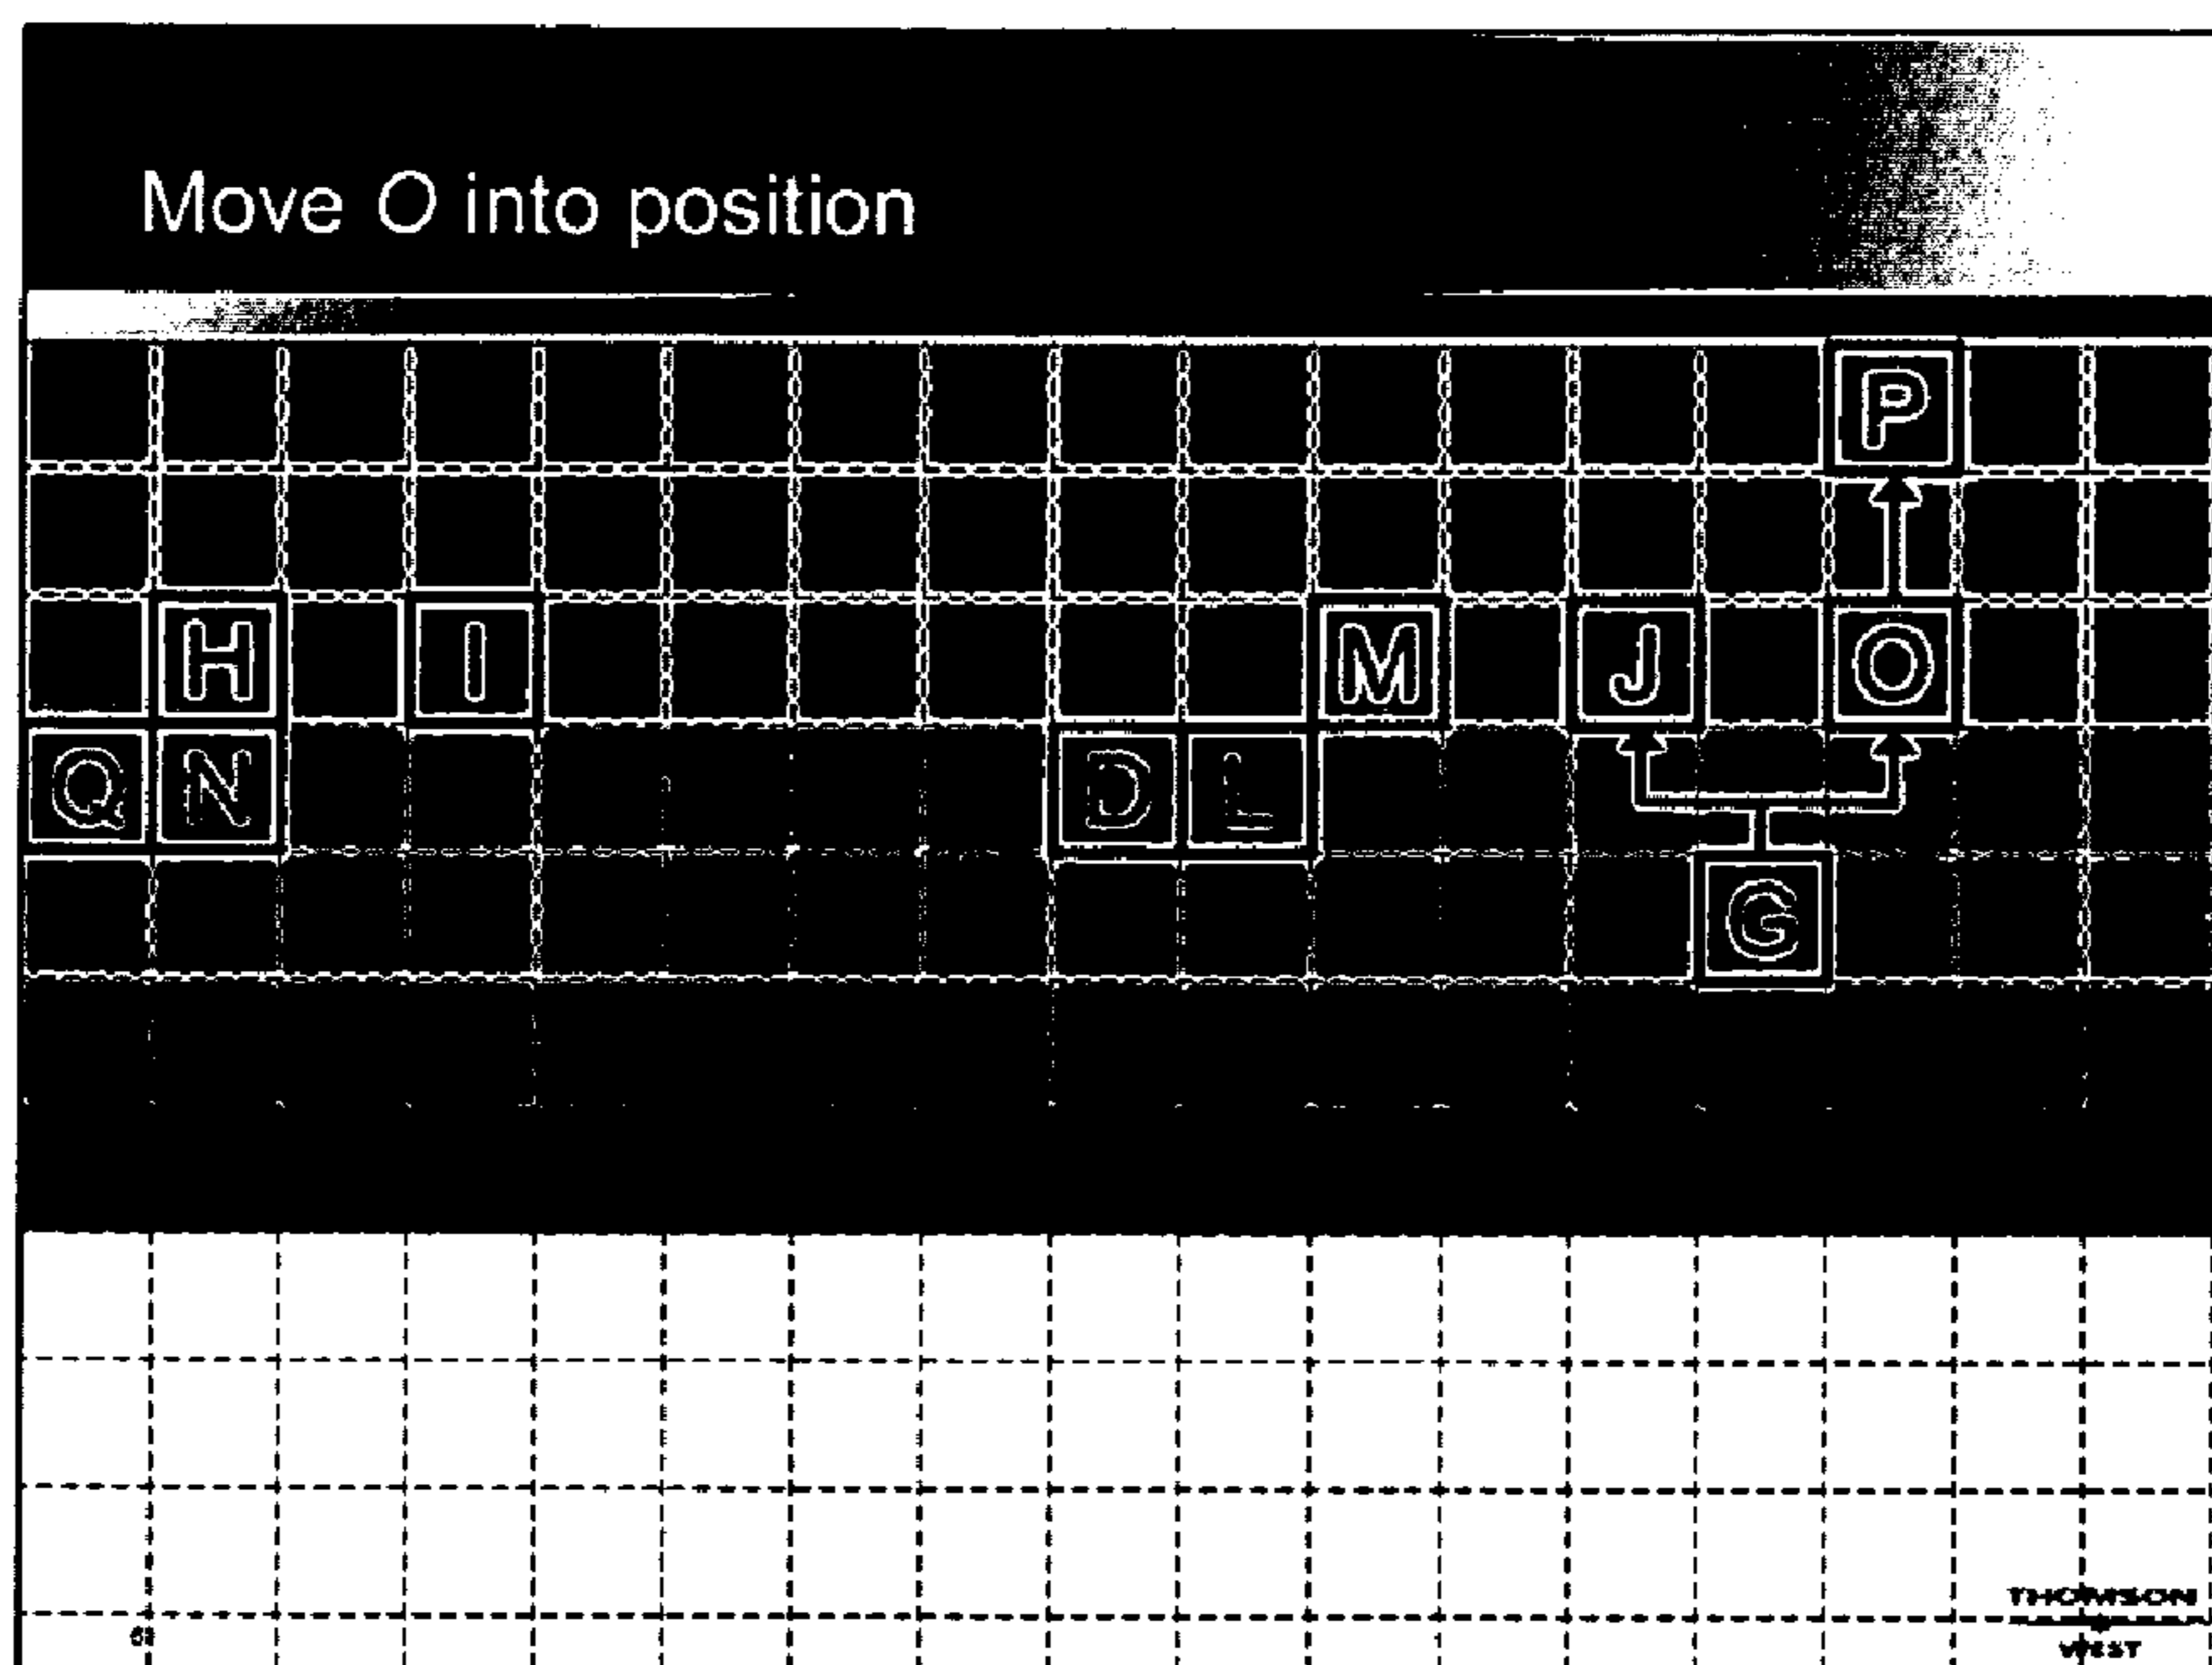 Move O into position
P
H I M J O
Q N D L
G
THOMSON
WEST